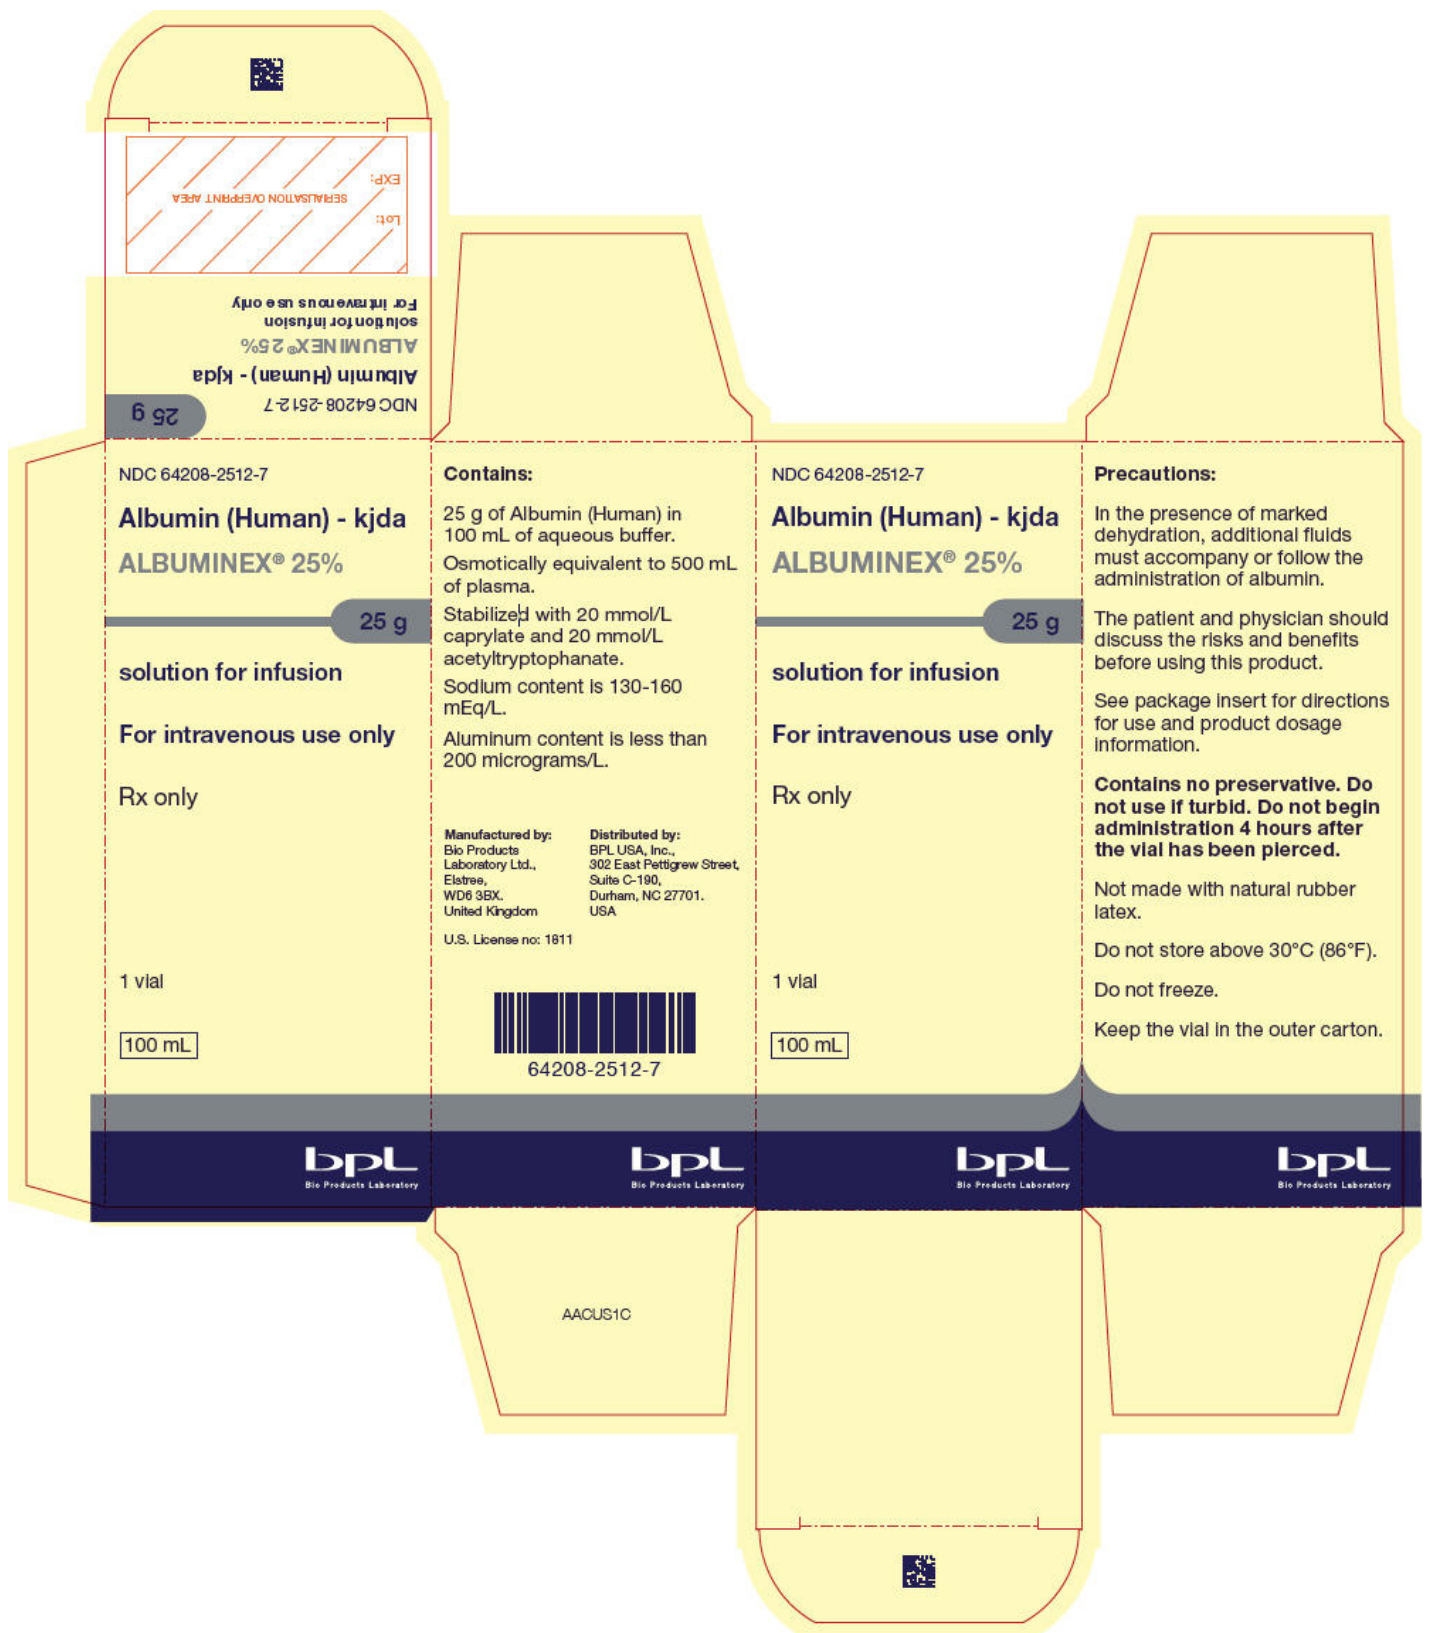 EXP:
SERIALISATION OVERPRINT AREA
Lot:
For intravenous use only
solution for infusion
ALBUMINEX® 25%
Albumin (Human) - kjda
NDC 64208-2512-7
25 g
NDC 64208-2512-7
Albumin (Human) - kjda
ALBUMINEX® 25%
25 g
solution for infusion
For intravenous use only
Rx only
1 vial
100 mL
bpL
Bio Products Laboratory
Contains:
25 g of Albumin (Human) in
100 mL of aqueous buffer.
Osmotically equivalent to 500 mL
of plasma.
Stabilized with 20 mmol/L
caprylate and 20 mmol/L
acetyltryptophanate.
Sodium content is 130-160
mEq/L.
Aluminum content is less than
200 micrograms/L.
Manufactured by:
Bio Products
Laboratory Ltd.,
Elstree,
WD6 3BX.
United Kingdom
Distributed by:
BPL USA, Inc.,
302 East Pettigrew Street,
Suite C-190,
Durham, NC 27701.
USA
U.S. License no: 1811
64208-2512-7
bpL
Bio Products Laboratory
AACUS1C
NDC 64208-2512-7
Albumin (Human) - kjda
ALBUMINEX® 25%
25 g
solution for infusion
For intravenous use only
Rx only
1 vial
100 mL
bpL
Bio Products Laboratory
Precautions:
In the presence of marked
dehydration, additional fluids
must accompany or follow the
administration of albumin.
The patient and physician should
discuss the risks and benefits
before using this product.
See package insert for directions
for use and product dosage
information.
Contains no preservative. Do
not use if turbid. Do not begin
administration 4 hours after
the vial has been pierced.
Not made with natural rubber
latex.
Do not store above 30°C (86°F).
Do not freeze.
Keep the vial in the outer carton.
bpL
Bio Products Laboratory